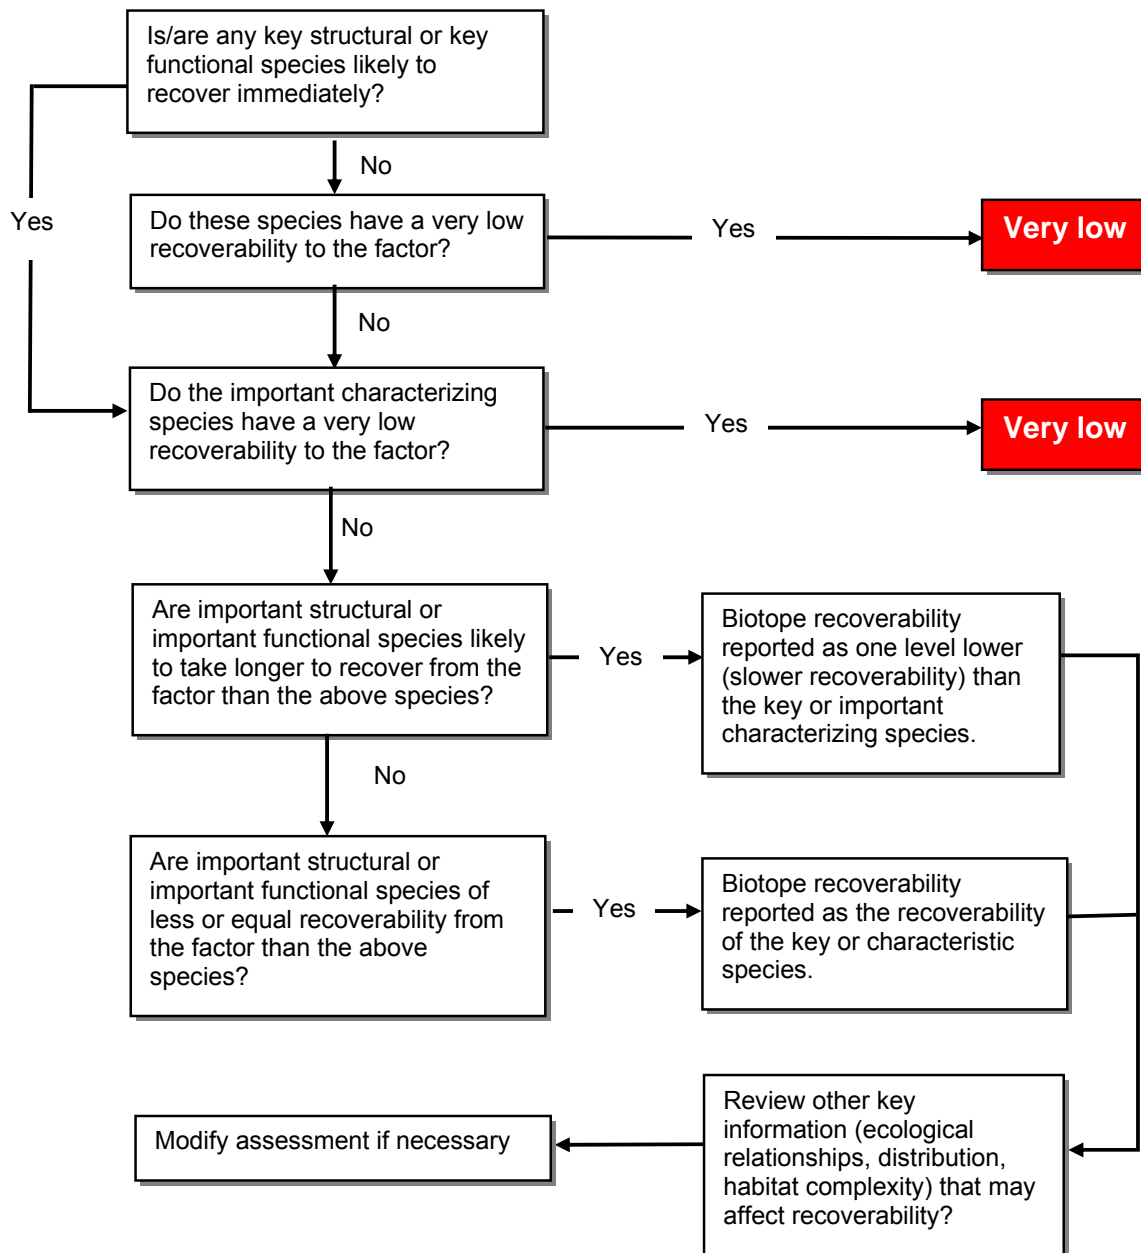 Is/are any key structural or key
functional species likely to
recover immediately?
No
Yes
Do these species have a very low
recoverability to the factor?
Yes
Very low
No
Do the important characterizing
species have a very low
recoverability to the factor?
Yes
Very low
No
Are important structural or
important functional species likely
to take longer to recover from the
factor than the above species?
Yes
Biotope recoverability
reported as one level lower
(slower recoverability) than
the key or important
characterizing species.
No
Are important structural or
important functional species of
less or equal recoverability from
the factor than the above
species?
Yes
Biotope recoverability
reported as the recoverability
of the key or characteristic
species.
Review other key
information (ecological
relationships, distribution,
habitat complexity) that may
affect recoverability?
Modify assessment if necessary